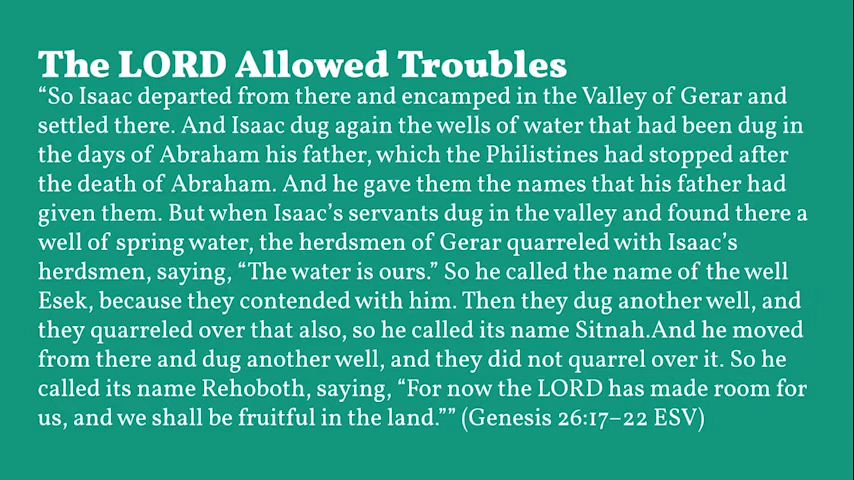 The LORD Allowed Troubles
“So Isaac departed from there and encamped in the Valley of Gerar and
settled there. And Isaac dug again the wells of water that had been dug in
the days of Abraham his father, which the Philistines had stopped after
the death of Abraham. And he gave them the names that his father had
given them. But when Isaac’s servants dug in the valley and found there a
well of spring water, the herdsmen of Gerar quarreled with Isaac’s
herdsmen, saying, “The water is ours.” So he called the name of the well
Esek, because they contended with him. Then they dug another well, and
they quarreled over that also, so he called its name Sitnah.And he moved
from there and dug another well, and they did not quarrel over it. So he
called its name Rehoboth, saying, “For now the LORD has made room for
us, and we shall be fruitful in the land.”” (Genesis 26:17–22 ESV)